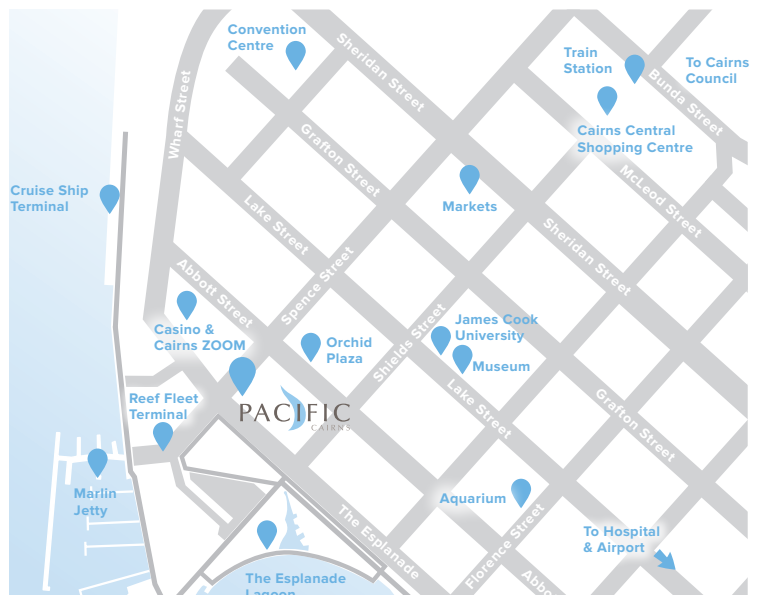 Convention
Centre
Sheridan Street
Train
Station
To Cairns
Council
Bunda Street
Wharf Street
Cairns Central
Shopping Centre
Grafton Street
McLeod Street
Cruise Ship
Terminal
Markets
Lake Street
Sheridan Street
Abbott Street
Spence Street
Casino &
Cairns ZOOM
Orchid
Plaza
Shields Street
James Cook
University
Museum
Reef Fleet
Terminal
PACIFIC
CAIRNS
Lake Street
Grafton Street
Marlin
Jetty
Aquarium
The Esplanade
Florence Street
To Hospital
& Airport
Abbo
The Esplanade
Lagoon